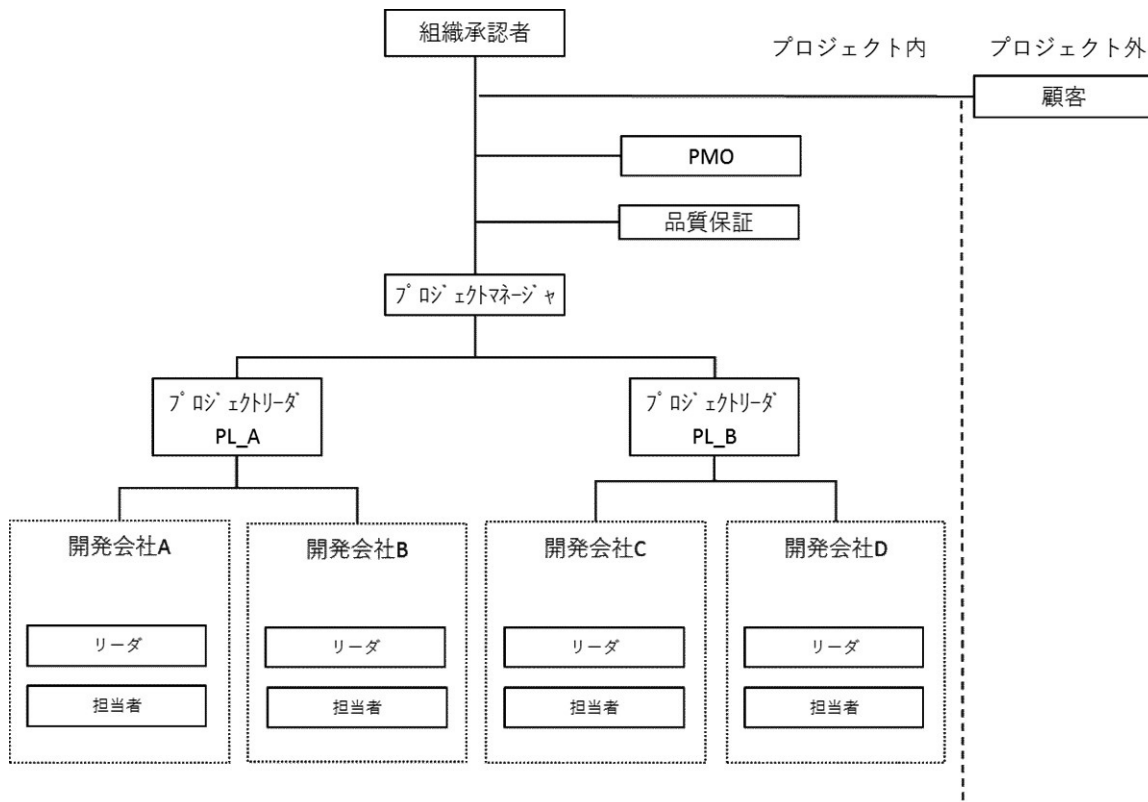 組織承認者
プロジェクト内
プロジェクト外
顧客
PMO
品質保証
ﾌﾟﾛｼﾞｪｸﾄﾏﾈｰｼﾞｬ
ﾌﾟﾛｼﾞｪｸﾄﾘｰﾀﾞ
PL_A
ﾌﾟﾛｼﾞｪｸﾄﾘｰﾀﾞ
PL_B
開発会社A
リーダ
担当者
開発会社B
リーダ
担当者
開発会社C
リーダ
担当者
開発会社D
リーダ
担当者